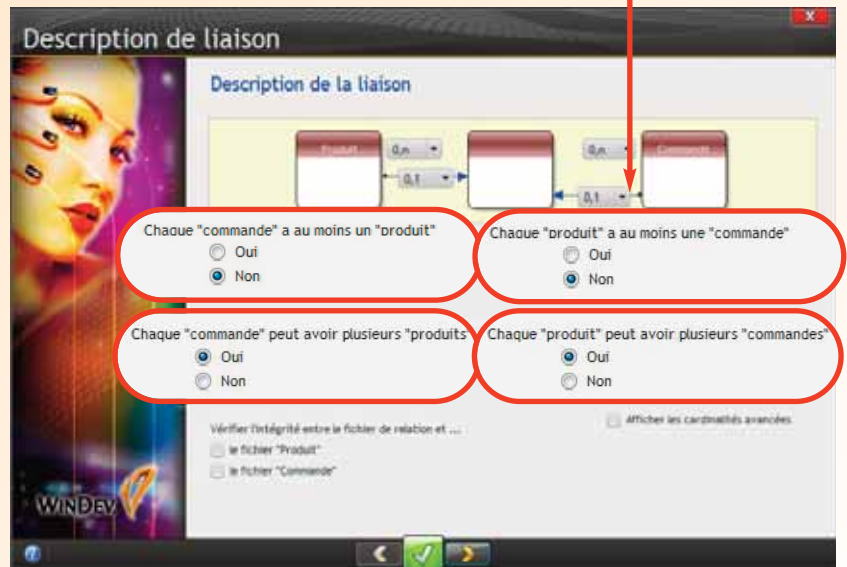 Description de liaison
Description de la liaison
Produit
0,n
0,n
Commande
0,1
0,1
Chaque "commande" a au moins un "produit"
Oui
Non
Chaque "produit" a au moins une "commande"
Oui
Non
Chaque "commande" peut avoir plusieurs "produits
Oui
Non
Chaque "produit" peut avoir plusieurs "commandes"
Oui
Non
Vérifier l'intégrité entre le fichier de relation et ...
le fichier "Produit"
le fichier "Commande"
Afficher les cardinalités avancées
WINDEV